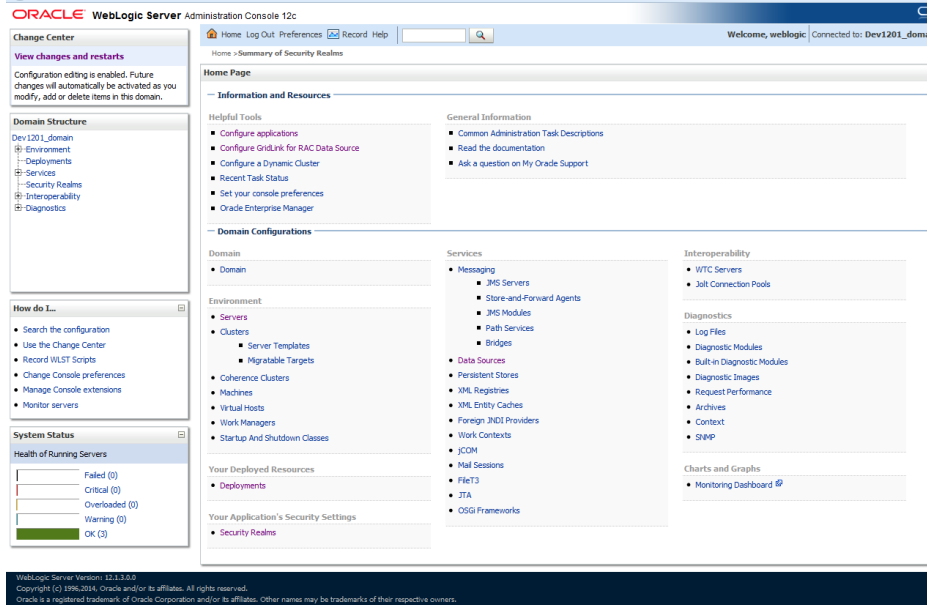 ORACLE WebLogic Server Administration Console 12c
Change Center
View changes and restarts
Configuration editing is enabled. Future
changes will automatically be activated as you
modify, add or delete items in this domain.
Domain Structure
Dev1201_domain
Environment
Deployments
Services
Security Realms
Interoperability
Diagnostics
How do I...
Search the configuration
Use the Change Center
Record WLST Scripts
Change Console preferences
Manage Console extensions
Monitor servers
System Status
Health of Running Servers
Failed (0)
Critical (0)
Overloaded (0)
Warning (0)
OK (3)
Home Log Out Preferences Record Help
Welcome, weblogic Connected to: Dev1201_doma
Home >Summary of Security Realms
Home Page
Information and Resources
Helpful Tools
Configure applications
Configure GridLink for RAC Data Source
Configure a Dynamic Cluster
Recent Task Status
Set your console preferences
Oracle Enterprise Manager
General Information
Common Administration Task Descriptions
Read the documentation
Ask a question on My Oracle Support
Domain Configurations
Domain
Domain
Environment
Servers
Clusters
Server Templates
Migratable Targets
Coherence Clusters
Machines
Virtual Hosts
Work Managers
Startup And Shutdown Classes
Your Deployed Resources
Deployments
Your Application's Security Settings
Security Realms
Services
Messaging
JMS Servers
Store-and-Forward Agents
JMS Modules
Path Services
Bridges
Data Sources
Persistent Stores
XML Registries
XML Entity Caches
Foreign JNDI Providers
Work Contexts
jCOM
Mail Sessions
FileT3
JTA
OSGi Frameworks
Interoperability
WTC Servers
Jolt Connection Pools
Diagnostics
Log Files
Diagnostic Modules
Built-in Diagnostic Modules
Diagnostic Images
Request Performance
Archives
Context
SNMP
Charts and Graphs
Monitoring Dashboard
WebLogic Server Version: 12.1.3.0.0
Copyright (c) 1996,2014, Oracle and/or its affiliates. All rights reserved.
Oracle is a registered trademark of Oracle Corporation and/or its affiliates. Other names may be trademarks of their respective owners.